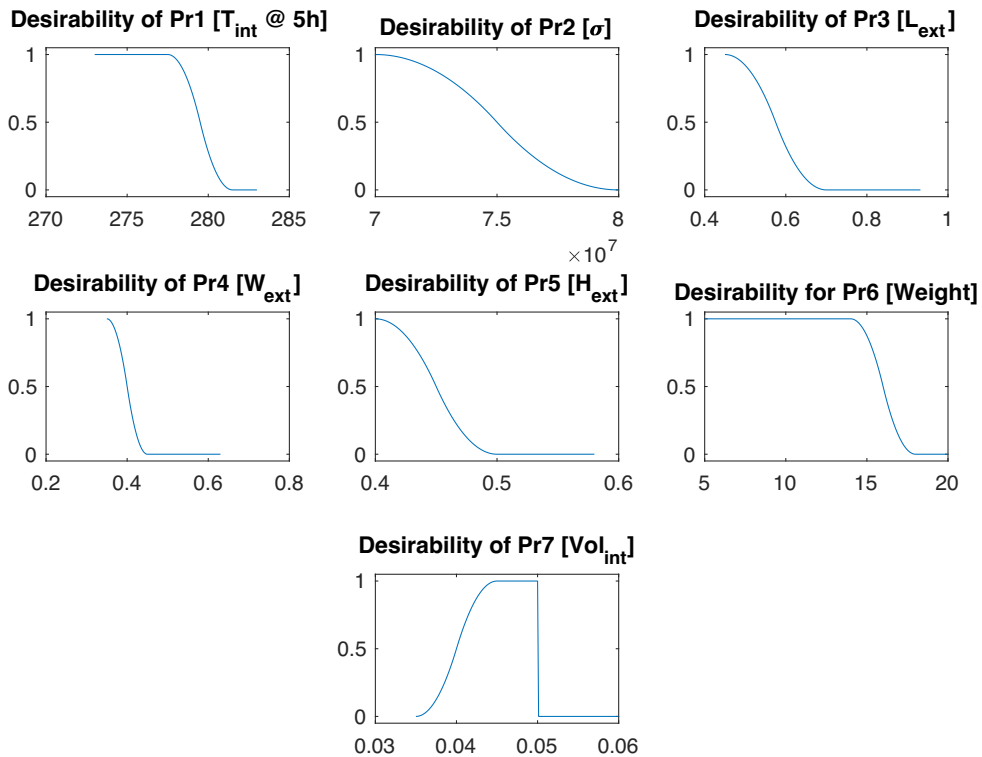 Desirability of Pr1 [T_int @ 5h]
1
0.5
0
270 275 280 285
Desirability of Pr2 [σ]
1
0.5
0
7 7.5 8
×10^7
Desirability of Pr3 [L_ext]
1
0.5
0
0.4 0.6 0.8 1
Desirability of Pr4 [W_ext]
1
0.5
0
0.2 0.4 0.6 0.8
Desirability of Pr5 [H_ext]
1
0.5
0
0.4 0.5 0.6
Desirability for Pr6 [Weight]
1
0.5
0
5 10 15 20
Desirability of Pr7 [Vol_int]
1
0.5
0
0.03 0.04 0.05 0.06